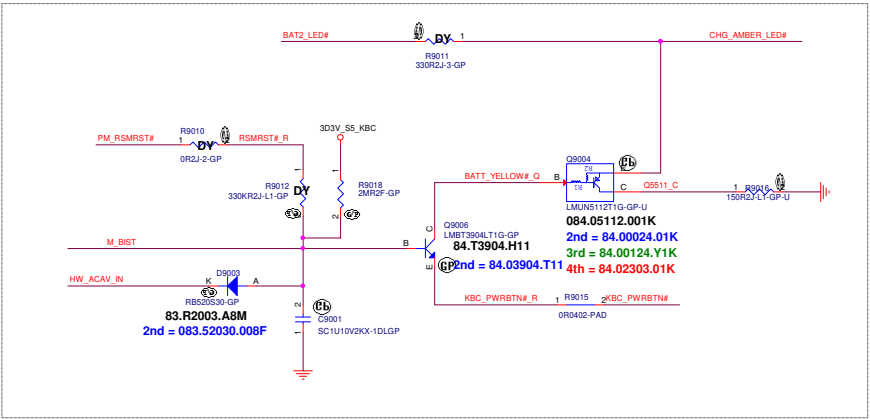 BAT2_LED#
DY
1
CHG_AMBER_LED#
R9011
330R2J-3-GP
PM_RSMRST#
1
R9010
DY
RSMRST#_R
0R2J-2-GP
3D3V_S5_KBC
1
R9012
DY
330KR2J-L1-GP
1
R9018
2MR2F-GP
2
BATT_YELLOW#_Q
B
Q9004
R1
R2
C
Q5511_C
1
R9016
150R2J-L1-GP-U
LMUN5112T1G-GP-U
084.05112.001K
2nd = 84.00024.01K
3rd = 84.00124.Y1K
4th = 84.02303.01K
M_BIST
B
C
E
Q9006
LMBT3904LT1G-GP
84.T3904.H11
GP
2nd = 84.03904.T11
HW_ACAV_IN
K
D9003
A
RB520S30-GP
83.R2003.A8M
2nd = 083.52030.008F
2
C9001
1
SC1U10V2KX-1DLGP
KBC_PWRBTN#_R
1
R9015
2
KBC_PWRBTN#
0R0402-PAD